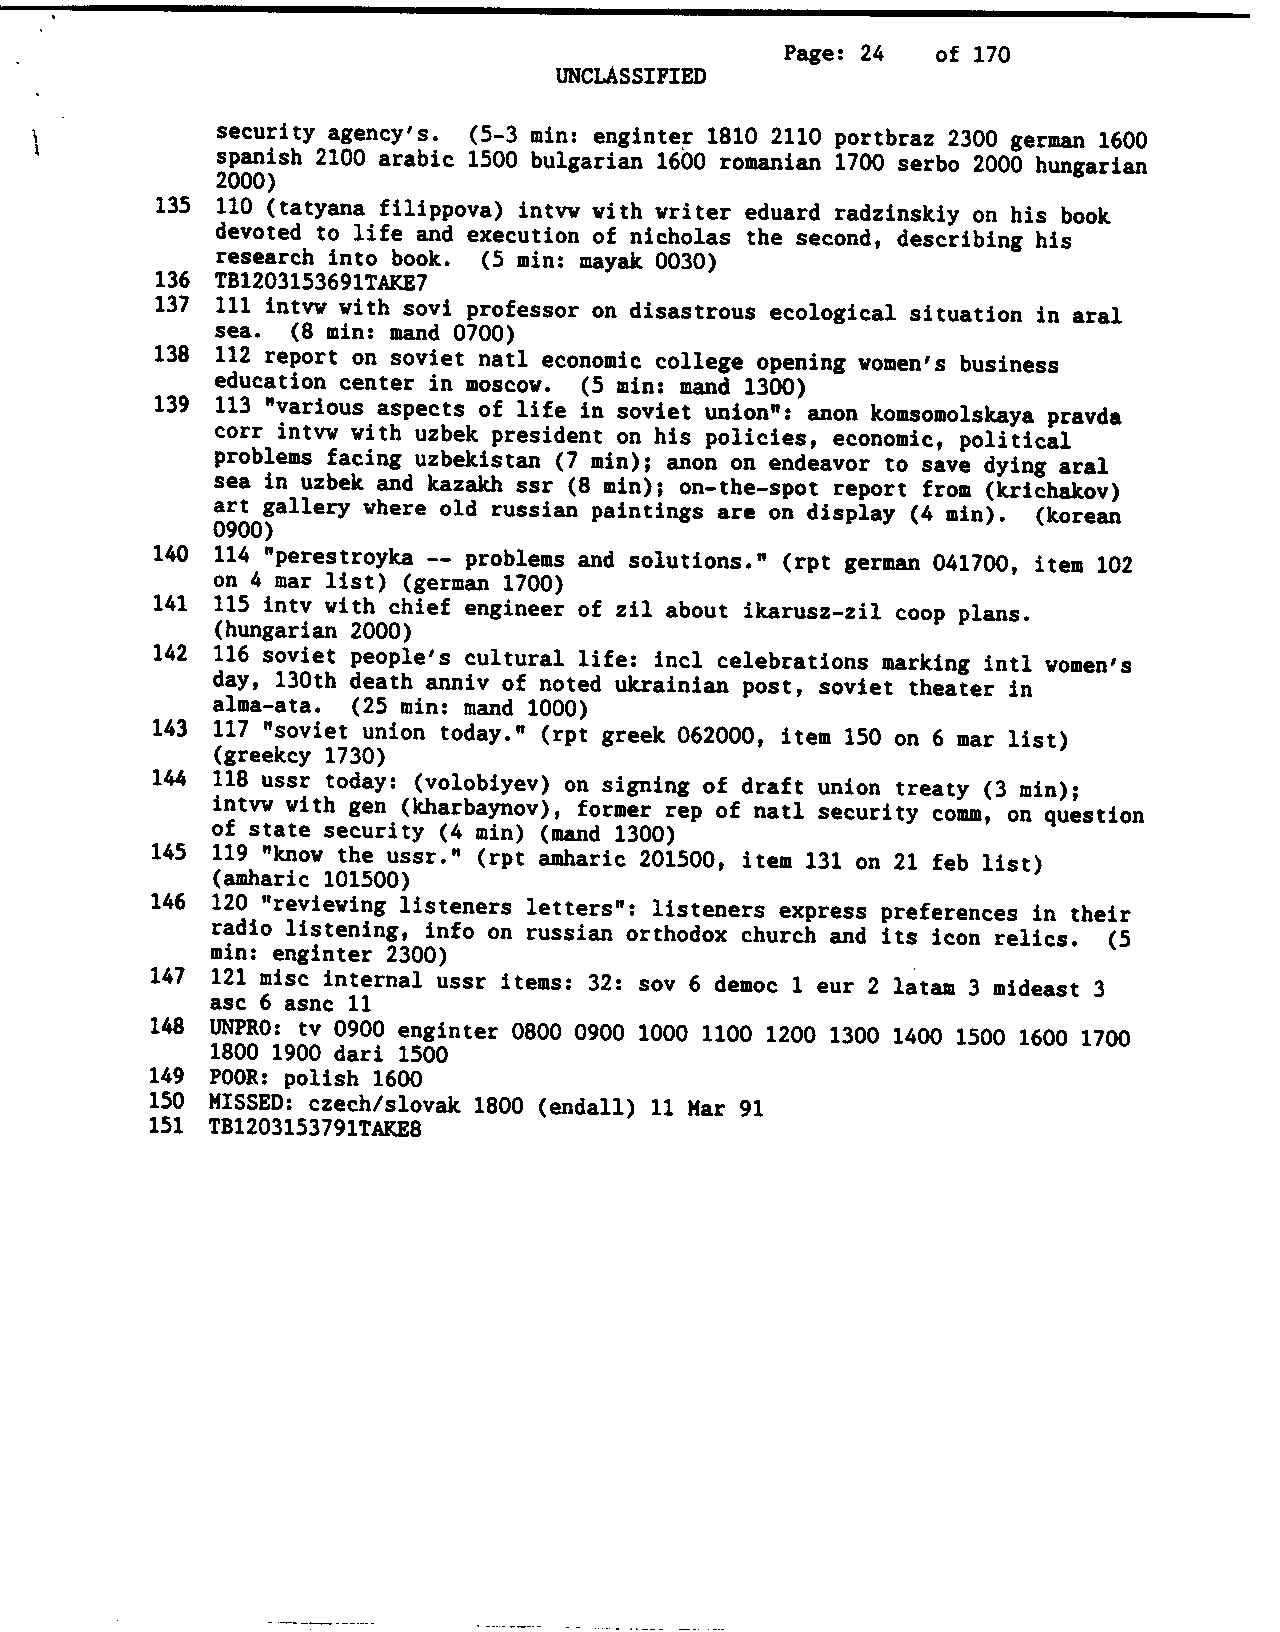 Page: 24 of 170
UNCLASSIFIED
security agency's. (5-3 min: enginter 1810 2110 portbraz 2300 german 1600
spanish 2100 arabic 1500 bulgarian 1600 romanian 1700 serbo 2000 hungarian
2000)
135 110 (tatyana filippova) intvw with writer eduard radzinskiy on his book
devoted to life and execution of nicholas the second, describing his
research into book. (5 min: mayak 0030)
136 TB1203153691TAKE7
137 111 intvw with sovi professor on disastrous ecological situation in aral
sea. (8 min: mand 0700)
138 112 report on soviet natl economic college opening women's business
education center in moscow. (5 min: mand 1300)
139 113 "various aspects of life in soviet union": anon komsomolskaya pravda
corr intvw with uzbek president on his policies, economic, political
problems facing uzbekistan (7 min); anon on endeavor to save dying aral
sea in uzbek and kazakh ssr (8 min); on-the-spot report from (krichakov)
art gallery where old russian paintings are on display (4 min). (korean
0900)
140 114 "perestroyka -- problems and solutions." (rpt german 041700, item 102
on 4 mar list) (german 1700)
141 115 intv with chief engineer of zil about ikarusz-zil coop plans.
(hungarian 2000)
142 116 soviet people's cultural life: incl celebrations marking intl women's
day, 130th death anniv of noted ukrainian post, soviet theater in
alma-ata. (25 min: mand 1000)
143 117 "soviet union today." (rpt greek 062000, item 150 on 6 mar list)
(greekcy 1730)
144 118 ussr today: (volobiyev) on signing of draft union treaty (3 min);
intvw with gen (kharbaynov), former rep of natl security comm, on question
of state security (4 min) (mand 1300)
145 119 "know the ussr." (rpt amharic 201500, item 131 on 21 feb list)
(amharic 101500)
146 120 "reviewing listeners letters": listeners express preferences in their
radio listening, info on russian orthodox church and its icon relics. (5
min: enginter 2300)
147 121 misc internal ussr items: 32: sov 6 democ 1 eur 2 latam 3 mideast 3
asc 6 asnc 11
148 UNPRO: tv 0900 enginter 0800 0900 1000 1100 1200 1300 1400 1500 1600 1700
1800 1900 dari 1500
149 POOR: polish 1600
150 MISSED: czech/slovak 1800 (endall) 11 Mar 91
151 TB1203153791TAKE8